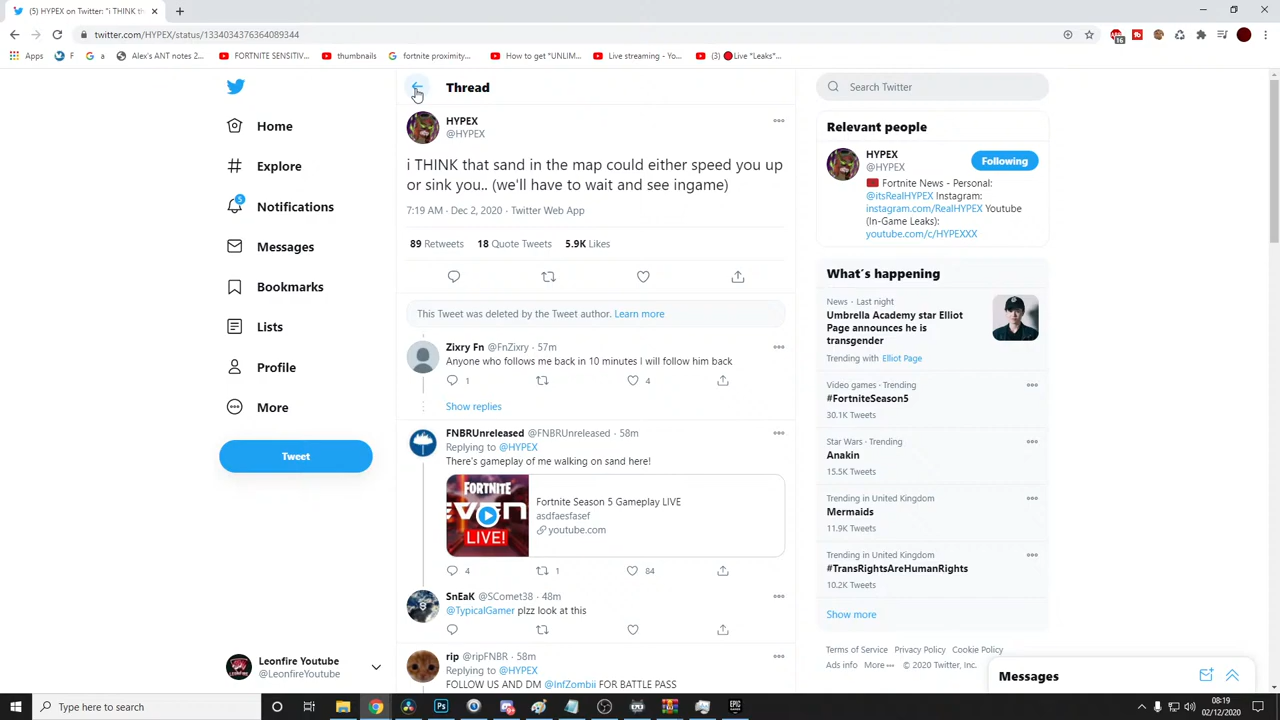 (5) HYPEX on Twitter: "i THINK th
twitter.com/HYPEX/status/1334034376364089344
Apps
F
a
Alex's ANT notes 2...
FORTNITE SENSITIV...
thumbnails
fortnite proximity...
How to get *UNLIM...
Live streaming - Yo...
(3) 🔴Live *Leaks*...
Home
Explore
5
Notifications
Messages
Bookmarks
Lists
Profile
More
Tweet
Leonfire Youtube
@LeonfireYoutube
Thread
HYPEX
@HYPEX
i THINK that sand in the map could either speed you up
or sink you.. (we'll have to wait and see ingame)
7:19 AM · Dec 2, 2020 · Twitter Web App
89 Retweets 18 Quote Tweets 5.9K Likes
This Tweet was deleted by the Tweet author. Learn more
Zixry Fn @FnZixry · 57m
Anyone who follows me back in 10 minutes I will follow him back
1 4
Show replies
FNBRUnreleased @FNBRUnreleased · 58m
Replying to @HYPEX
There's gameplay of me walking on sand here!
FORTNITE
LIVE!
Fortnite Season 5 Gameplay LIVE
asdfaesfasef
youtube.com
4 1 84
SnEaK @SComet38 · 48m
@TypicalGamer plzz look at this
rip @ripFNBR · 58m
Replying to @HYPEX
FOLLOW US AND DM @InfZombii FOR BATTLE PASS
Search Twitter
Relevant people
HYPEX
@HYPEX
Following
Fortnite News - Personal:
@itsRealHYPEX Instagram:
instagram.com/RealHYPEX Youtube
(In-Game Leaks):
youtube.com/c/HYPEXXX
What's happening
News · Last night
Umbrella Academy star Elliot
Page announces he is
transgender
Trending with Elliot Page
Video games · Trending
#FortniteSeason5
30.1K Tweets
Star Wars · Trending
Anakin
15.5K Tweets
Trending in United Kingdom
Mermaids
11.9K Tweets
Trending in United Kingdom
#TransRightsAreHumanRights
10.2K Tweets
Show more
Terms of Service Privacy Policy Cookie Policy
Ads info More © 2020 Twitter, Inc.
Messages
Type here to search
08:19
02/12/2020